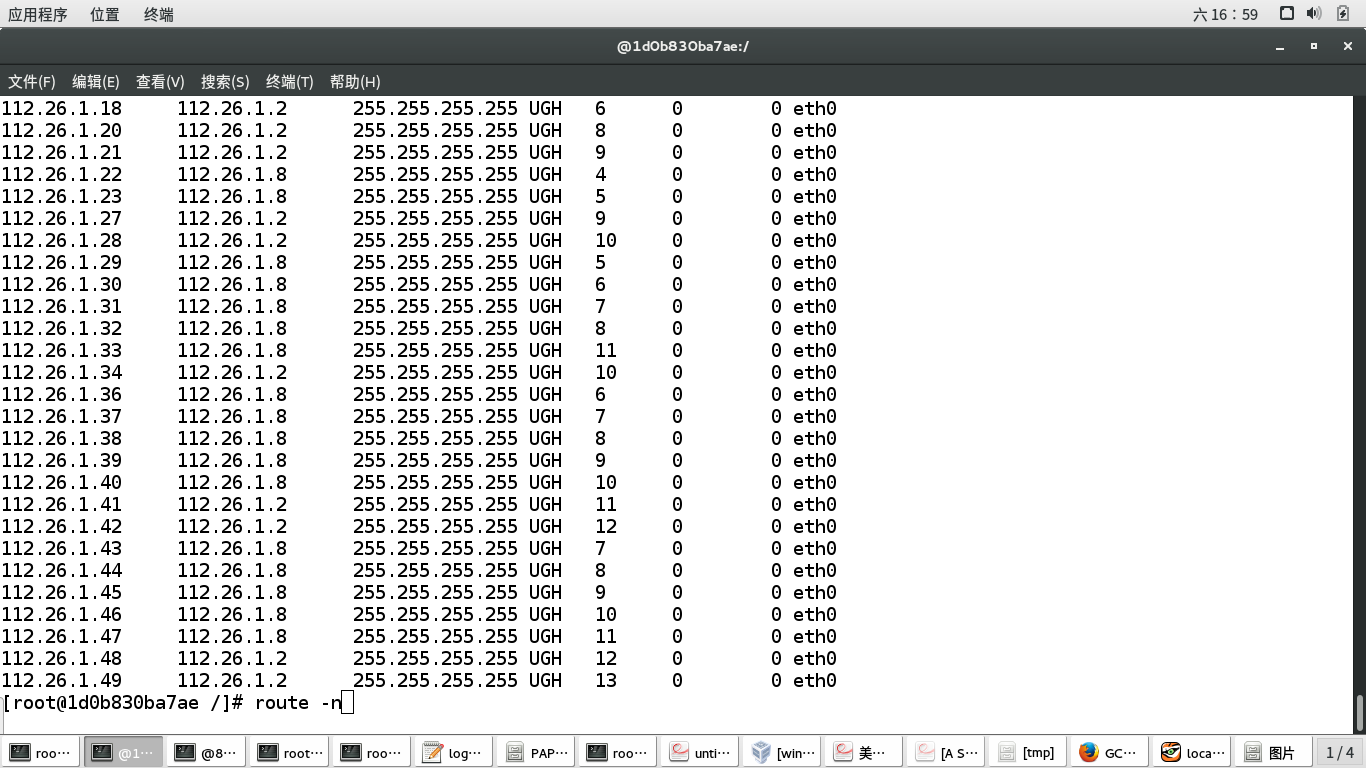 应用程序 位置 终端 六 16：59
@1d0b830ba7ae:/
文件(F) 编辑(E) 查看(V) 搜索(S) 终端(T) 帮助(H)
112.26.1.18 112.26.1.2 255.255.255.255 UGH 6 0 0 eth0
112.26.1.20 112.26.1.2 255.255.255.255 UGH 8 0 0 eth0
112.26.1.21 112.26.1.2 255.255.255.255 UGH 9 0 0 eth0
112.26.1.22 112.26.1.8 255.255.255.255 UGH 4 0 0 eth0
112.26.1.23 112.26.1.8 255.255.255.255 UGH 5 0 0 eth0
112.26.1.27 112.26.1.2 255.255.255.255 UGH 9 0 0 eth0
112.26.1.28 112.26.1.2 255.255.255.255 UGH 10 0 0 eth0
112.26.1.29 112.26.1.8 255.255.255.255 UGH 5 0 0 eth0
112.26.1.30 112.26.1.8 255.255.255.255 UGH 6 0 0 eth0
112.26.1.31 112.26.1.8 255.255.255.255 UGH 7 0 0 eth0
112.26.1.32 112.26.1.8 255.255.255.255 UGH 8 0 0 eth0
112.26.1.33 112.26.1.8 255.255.255.255 UGH 11 0 0 eth0
112.26.1.34 112.26.1.2 255.255.255.255 UGH 10 0 0 eth0
112.26.1.36 112.26.1.8 255.255.255.255 UGH 6 0 0 eth0
112.26.1.37 112.26.1.8 255.255.255.255 UGH 7 0 0 eth0
112.26.1.38 112.26.1.8 255.255.255.255 UGH 8 0 0 eth0
112.26.1.39 112.26.1.8 255.255.255.255 UGH 9 0 0 eth0
112.26.1.40 112.26.1.8 255.255.255.255 UGH 10 0 0 eth0
112.26.1.41 112.26.1.2 255.255.255.255 UGH 11 0 0 eth0
112.26.1.42 112.26.1.2 255.255.255.255 UGH 12 0 0 eth0
112.26.1.43 112.26.1.8 255.255.255.255 UGH 7 0 0 eth0
112.26.1.44 112.26.1.8 255.255.255.255 UGH 8 0 0 eth0
112.26.1.45 112.26.1.8 255.255.255.255 UGH 9 0 0 eth0
112.26.1.46 112.26.1.8 255.255.255.255 UGH 10 0 0 eth0
112.26.1.47 112.26.1.8 255.255.255.255 UGH 11 0 0 eth0
112.26.1.48 112.26.1.2 255.255.255.255 UGH 12 0 0 eth0
112.26.1.49 112.26.1.2 255.255.255.255 UGH 13 0 0 eth0
[root@1d0b830ba7ae /]# route -n
roo… @1… @8… root… roo… log… PAP… roo… unti… [win… 美… [A S… [tmp] GC… loca… 图片 1 / 4